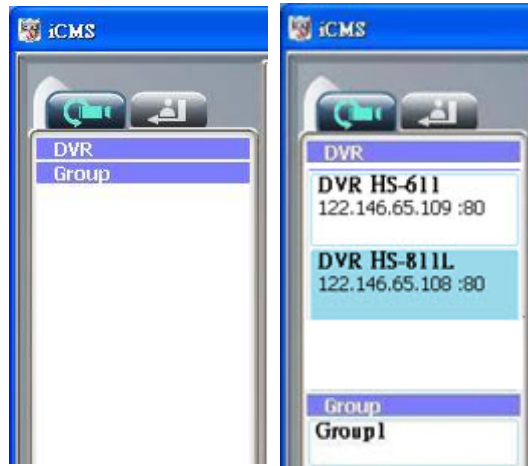 iCMS
DVR
Group
iCMS
DVR
DVR HS-611
122.146.65.109 :80
DVR HS-811L
122.146.65.108 :80
Group
Group1